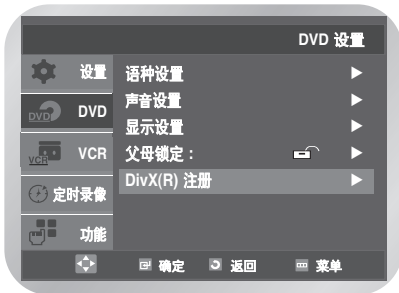 DVD 设置
设置
DVD DVD
VCR VCR
定时录像
功能
语种设置
声音设置
显示设置
父母锁定：
DivX(R) 注册
确定 返回 菜单